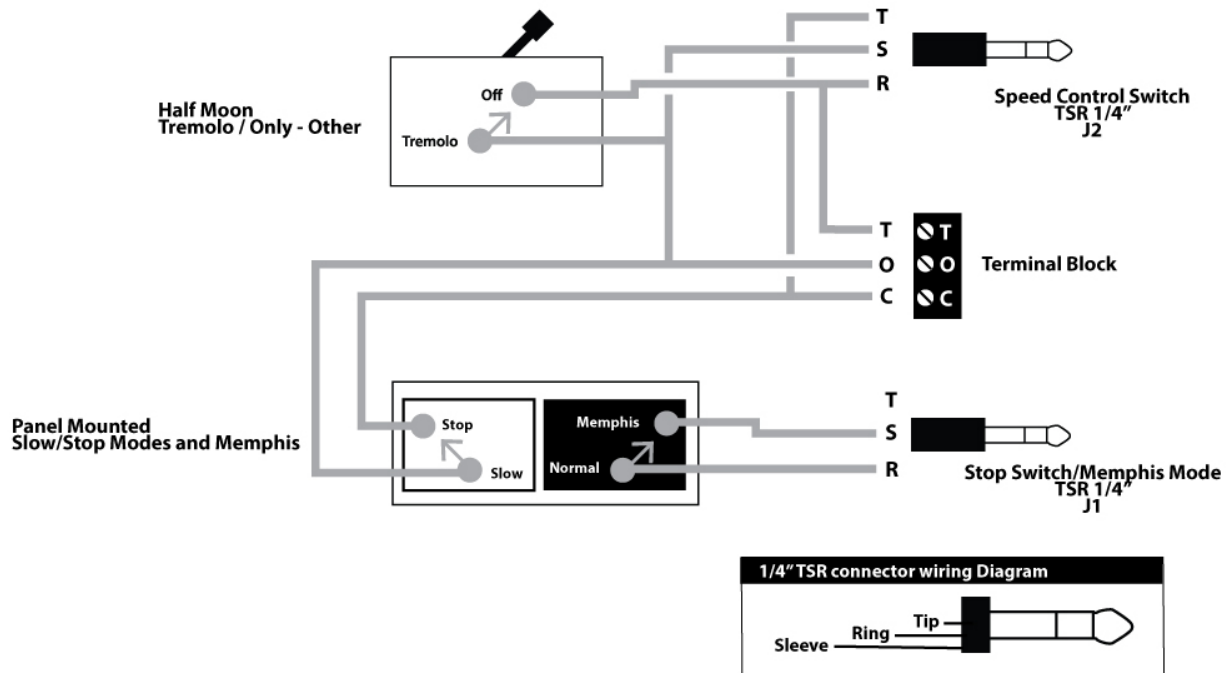 T
S
R
Speed Control Switch
TSR 1/4"
J2
Half Moon
Tremolo / Only - Other
Off
Tremolo
T
O
C
T
O
C
Terminal Block
Panel Mounted
Slow/Stop Modes and Memphis
Stop
Slow
Memphis
Normal
T
S
R
Stop Switch/Memphis Mode
TSR 1/4"
J1
1/4" TSR connector wiring Diagram
Tip
Ring
Sleeve